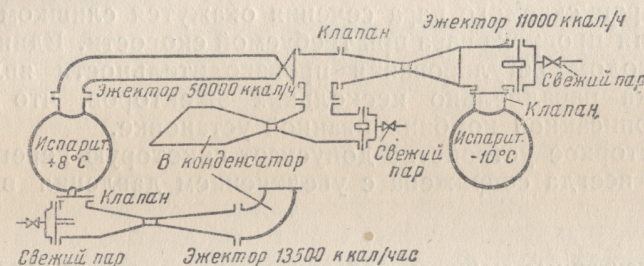 Эжектор 11000 ккал/ч
Клапан
Свежий пар
Эжектор 50000 ккал/ч
Клапан
Испарит.
+8°С
В конденсатор
Свежий
пар
Испарит.
-10°С
Клапан
Свежий пар
Эжектор 13500 ккал/час